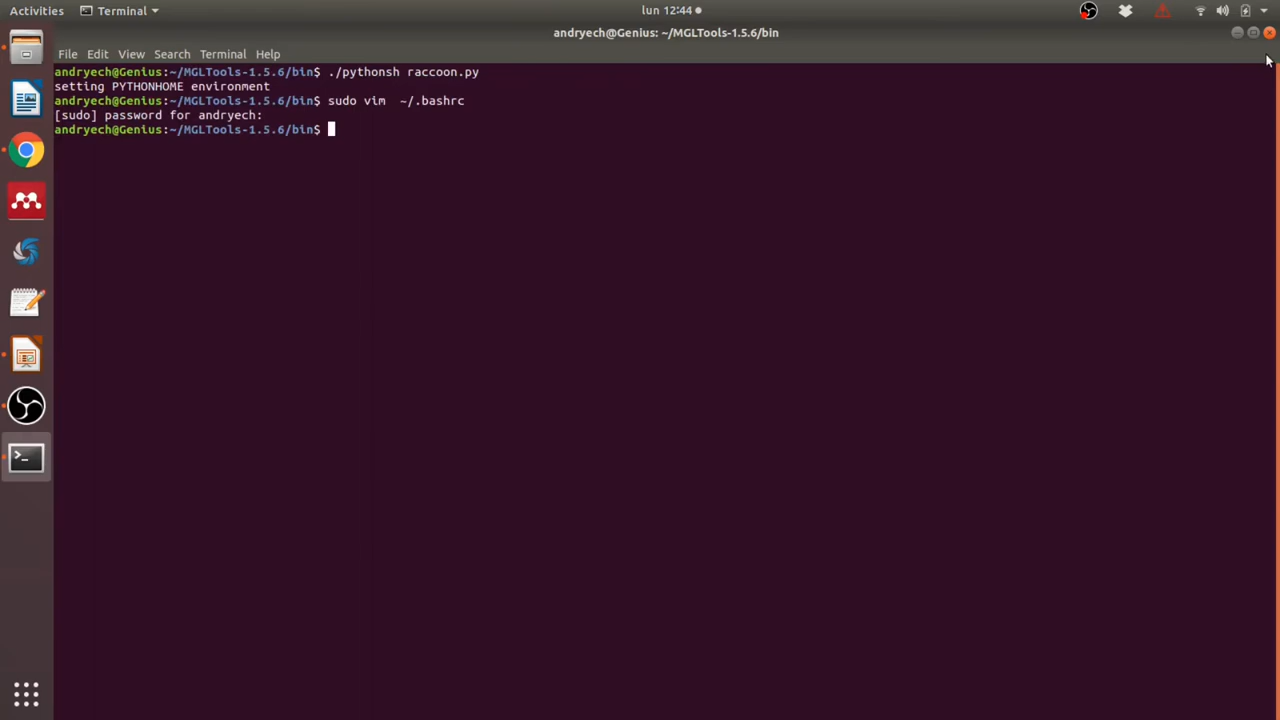 Activities
Terminal
lun 12:44
andryech@Genius: ~/MGLTools-1.5.6/bin
File Edit View Search Terminal Help
andryech@Genius:~/MGLTools-1.5.6/bin$ ./pythonsh raccoon.py
setting PYTHONHOME environment
andryech@Genius:~/MGLTools-1.5.6/bin$ sudo vim  ~/.bashrc
[sudo] password for andryech:
andryech@Genius:~/MGLTools-1.5.6/bin$